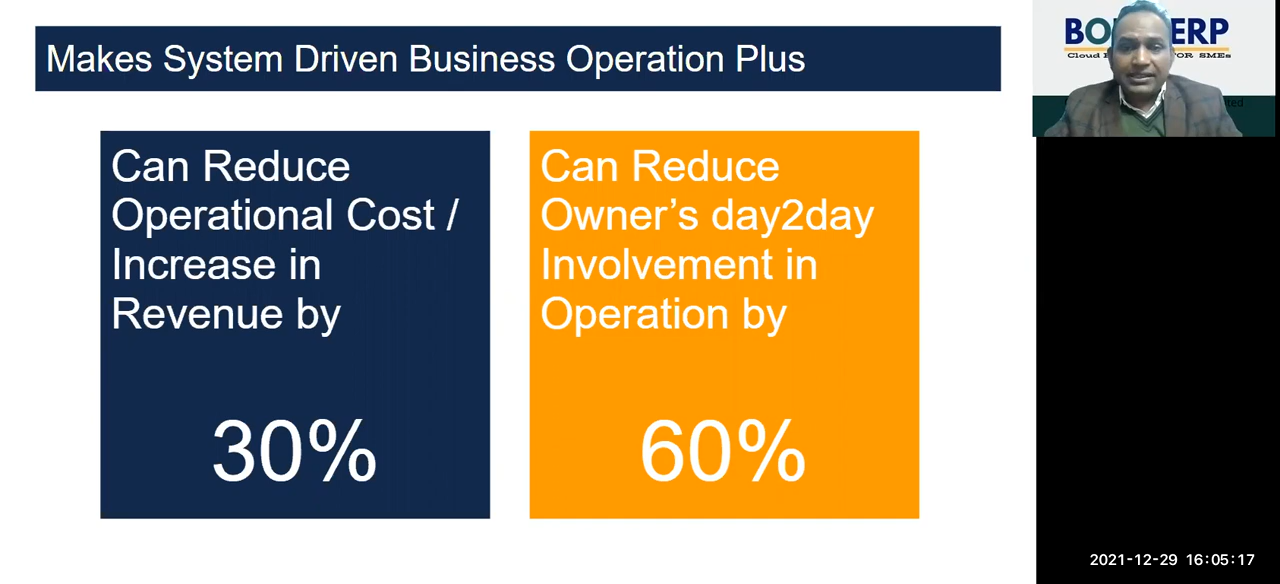 Makes System Driven Business Operation Plus
Can Reduce
Operational Cost /
Increase in
Revenue by
30%
Can Reduce
Owner's day2day
Involvement in
Operation by
60%
ERP
Cloud
FOR SMEs
2021-12-29 16:05:17